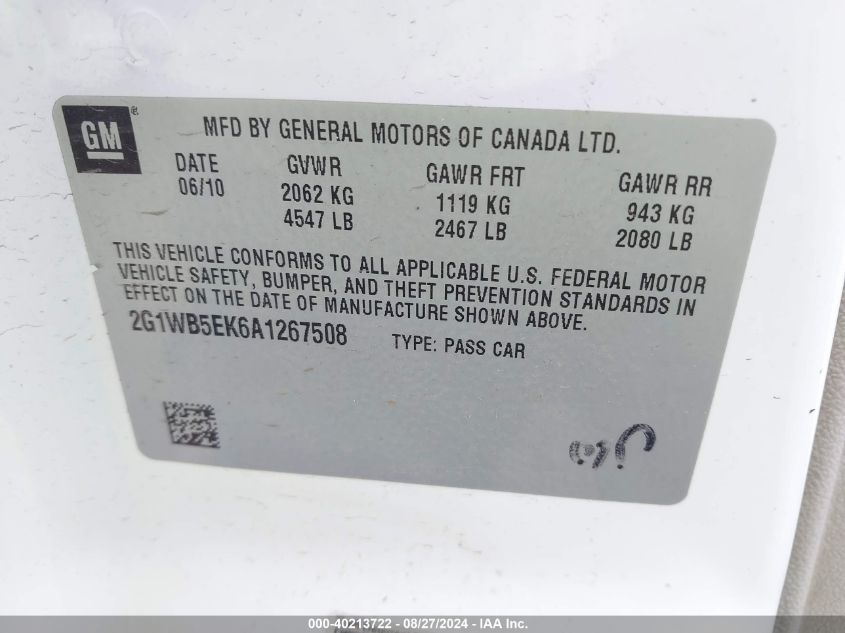 GM ®
MFD BY GENERAL MOTORS OF CANADA LTD.
DATE GVWR GAWR FRT GAWR RR
06/10 2062 KG 1119 KG 943 KG
4547 LB 2467 LB 2080 LB
THIS VEHICLE CONFORMS TO ALL APPLICABLE U.S. FEDERAL MOTOR
VEHICLE SAFETY, BUMPER, AND THEFT PREVENTION STANDARDS IN
EFFECT ON THE DATE OF MANUFACTURE SHOWN ABOVE.
2G1WB5EK6A1267508 TYPE: PASS CAR
000-40213722 - 08/27/2024 - IAA Inc.